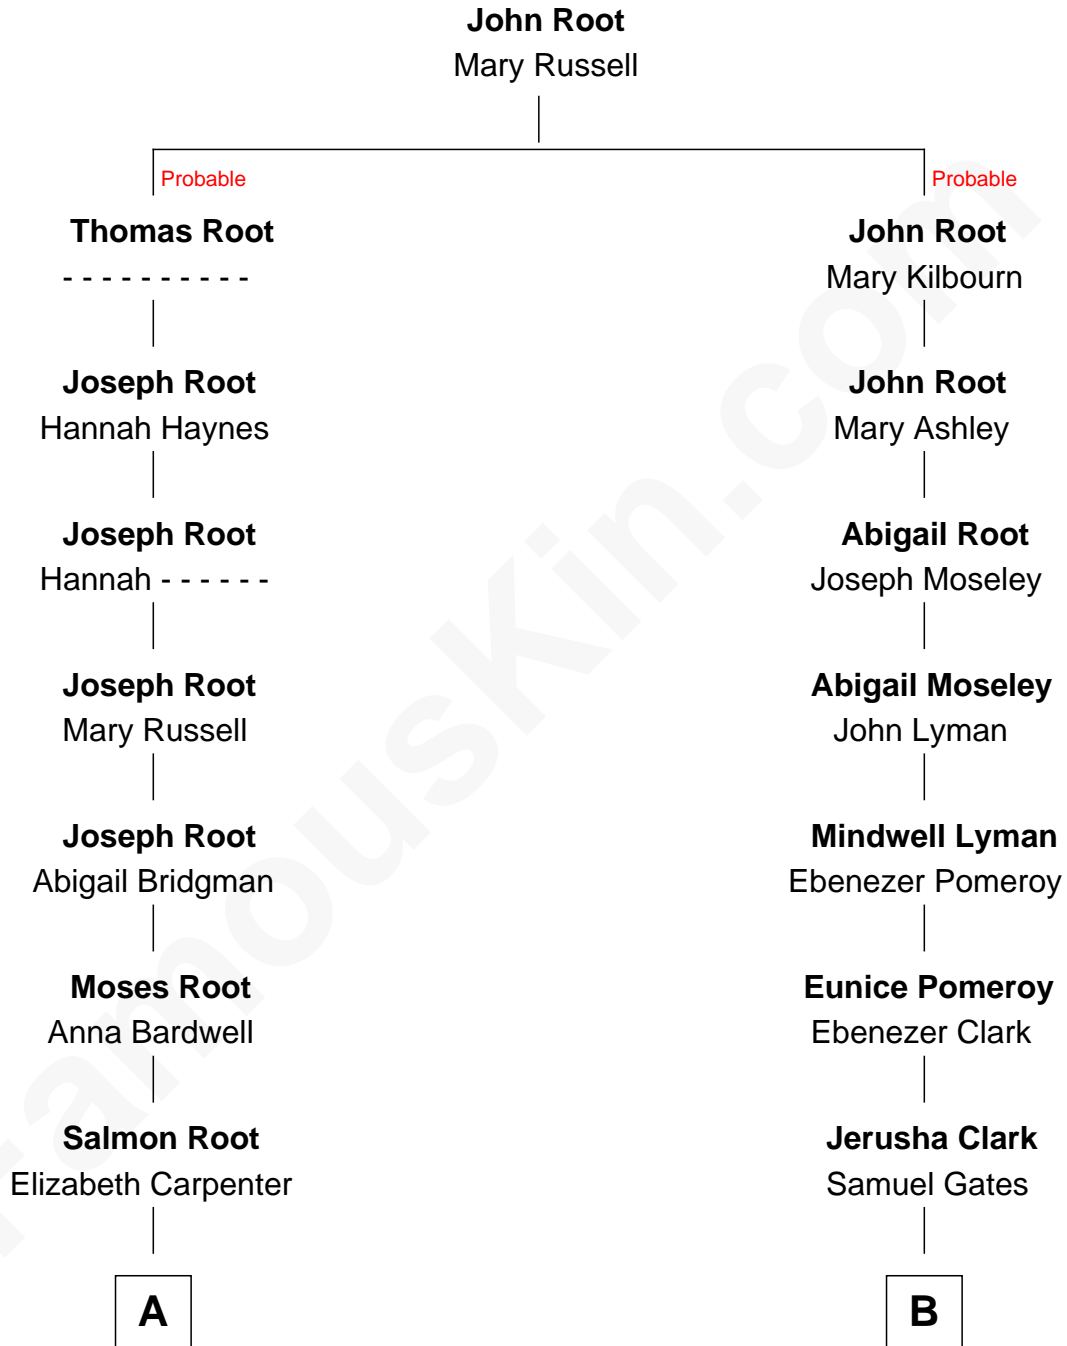 John Root
Mary Russell
Probable
Probable
Thomas Root
- - - - - - - - - -
John Root
Mary Kilbourn
Joseph Root
Hannah Haynes
John Root
Mary Ashley
Joseph Root
Hannah - - - - - -
Abigail Root
Joseph Moseley
Joseph Root
Mary Russell
Abigail Moseley
John Lyman
Joseph Root
Abigail Bridgman
Mindwell Lyman
Ebenezer Pomeroy
Moses Root
Anna Bardwell
Eunice Pomeroy
Ebenezer Clark
Salmon Root
Elizabeth Carpenter
Jerusha Clark
Samuel Gates
A
B
FamousKin.com